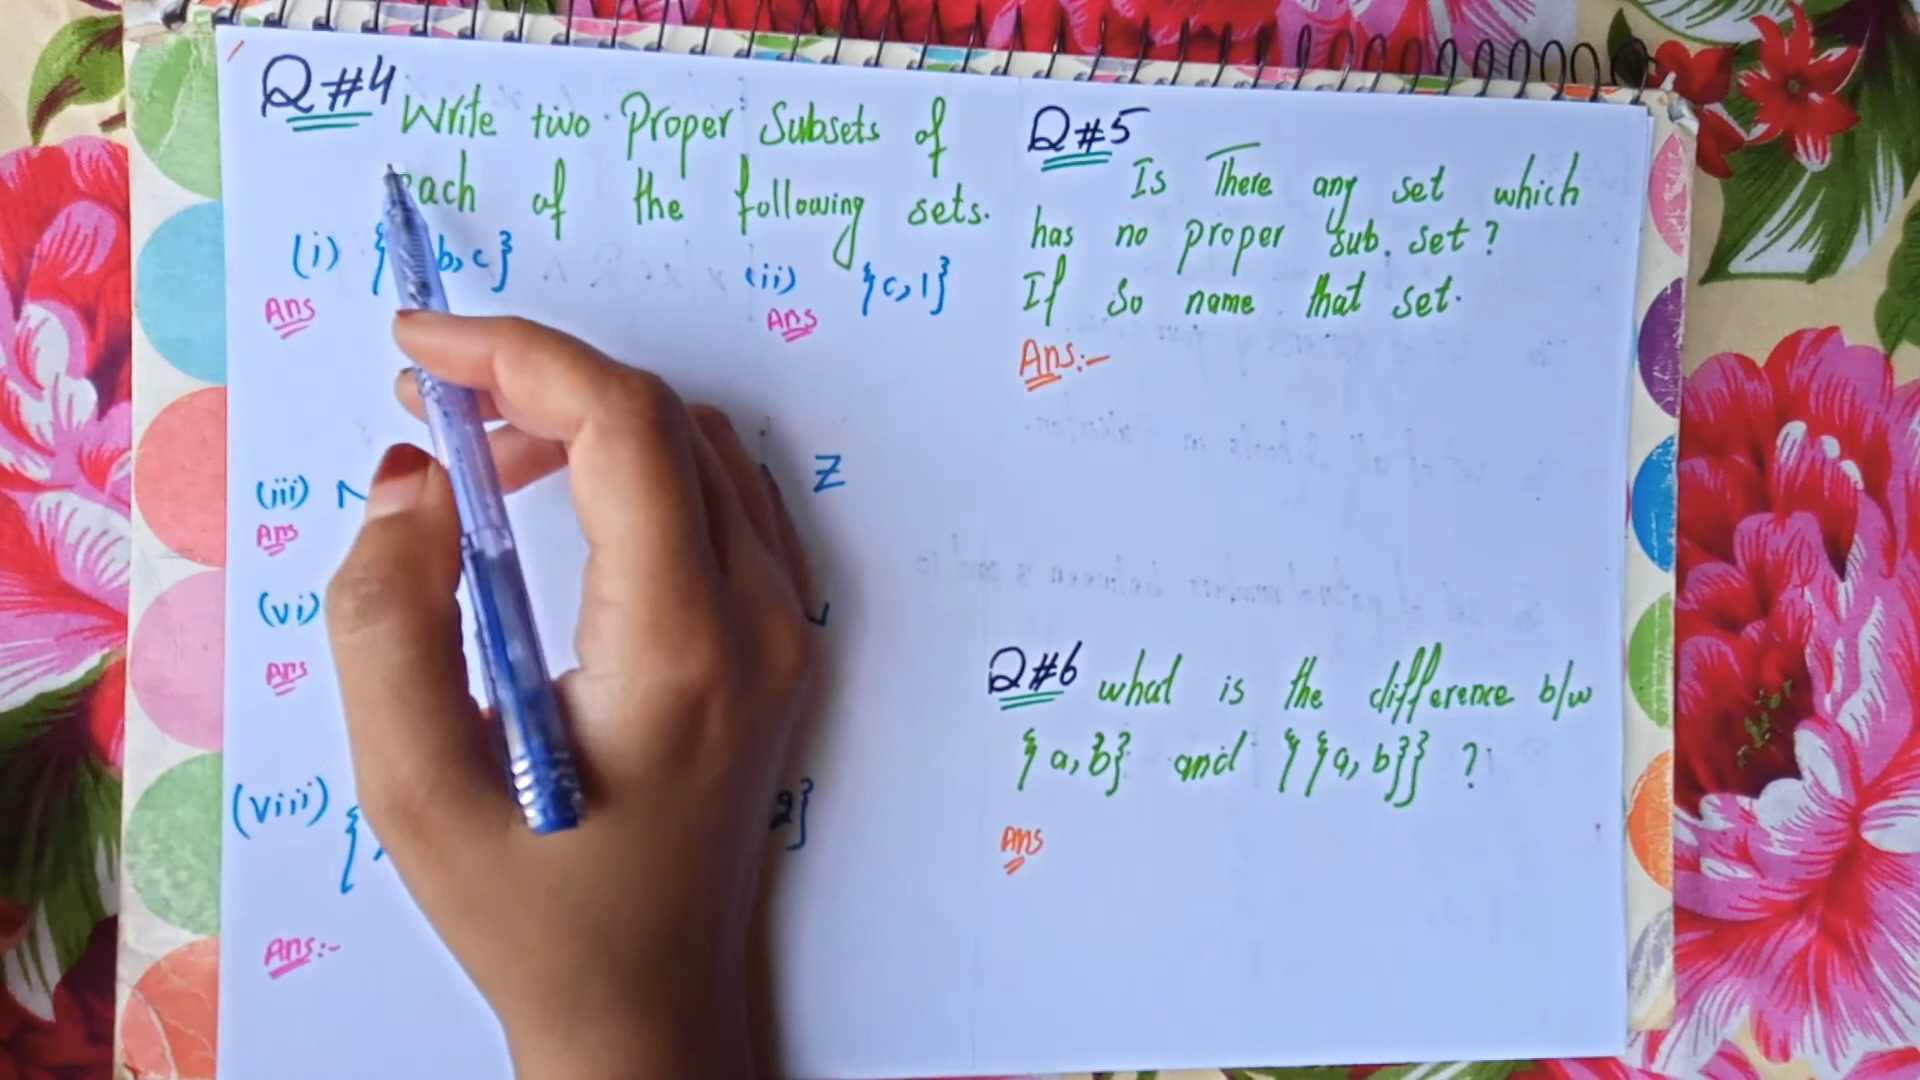 Q#4 Write two Proper Subsets of
each of the following sets.
(i) { b, c}
(ii) {c, 1}
Ans
Ans
(iii)
Z
Ans
(vi)
Ans
(viii) { 2}
Ans:-
Q#5
Is There any set which
has no proper sub. set?
If so name that set.
Ans:-
Q#6 what is the difference b/w
{a, b} and {{a, b}} ?
Ans